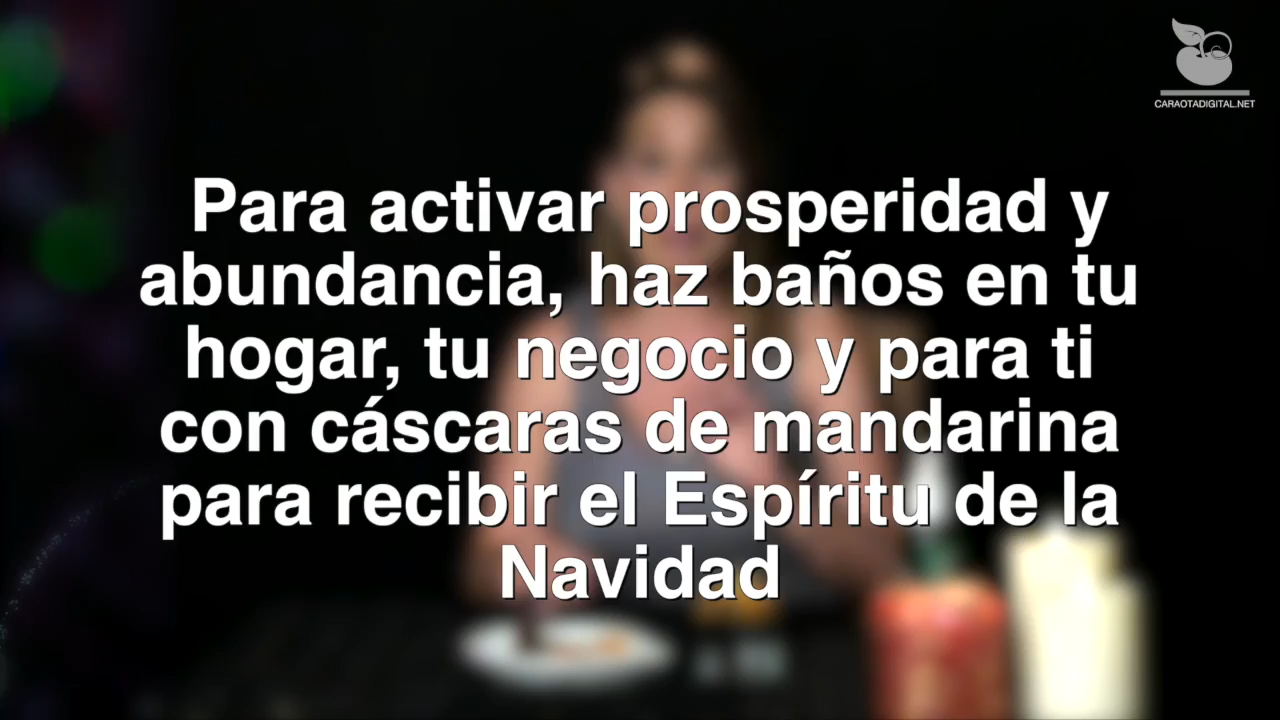 CARAOTADIGITAL.NET
Para activar prosperidad y
abundancia, haz baños en tu
hogar, tu negocio y para ti
con cáscaras de mandarina
para recibir el Espíritu de la
Navidad